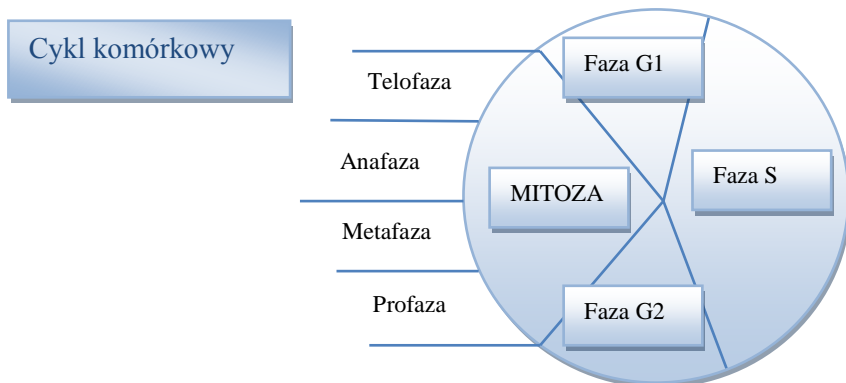 Cykl komórkowy
Telofaza
Anafaza
Metafaza
Profaza
MITOZA
Faza G1
Faza S
Faza G2